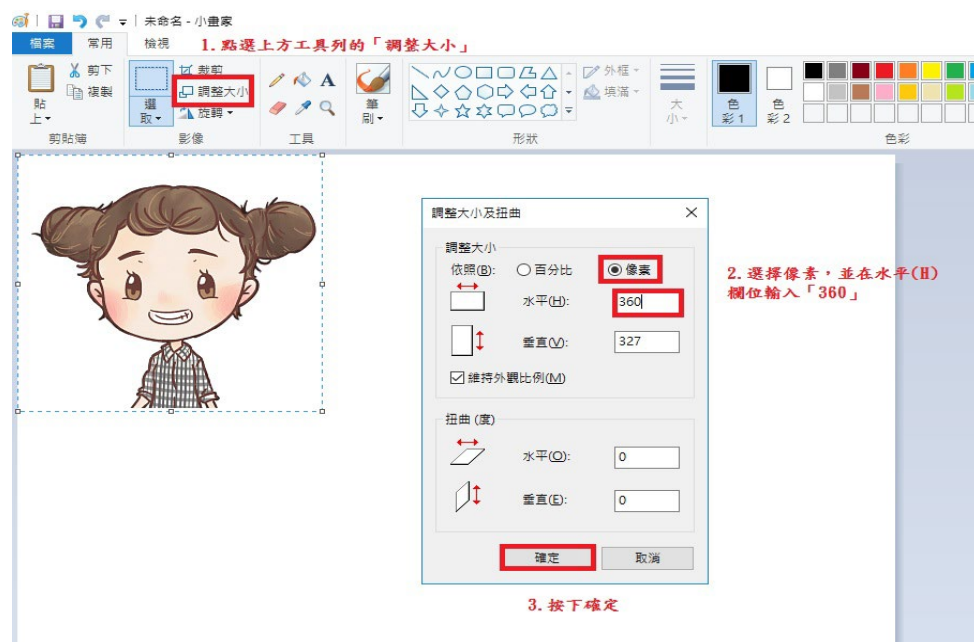 未命名 - 小畫家
檔案 常用 檢視
1. 點選上方工具列的「調整大小」
貼上
剪下
複製
剪貼簿
選取
裁剪
調整大小
旋轉
影像
A
工具
筆刷
外框
填滿
形狀
大小
色彩 1
色彩 2
色彩
調整大小及扭曲
調整大小
依照(B): 百分比 像素
水平(H): 360
垂直(V): 327
維持外觀比例(M)
扭曲 (度)
水平(O): 0
垂直(E): 0
確定 取消
2. 選擇像素，並在水平(H)
欄位輸入「360」
3. 按下確定